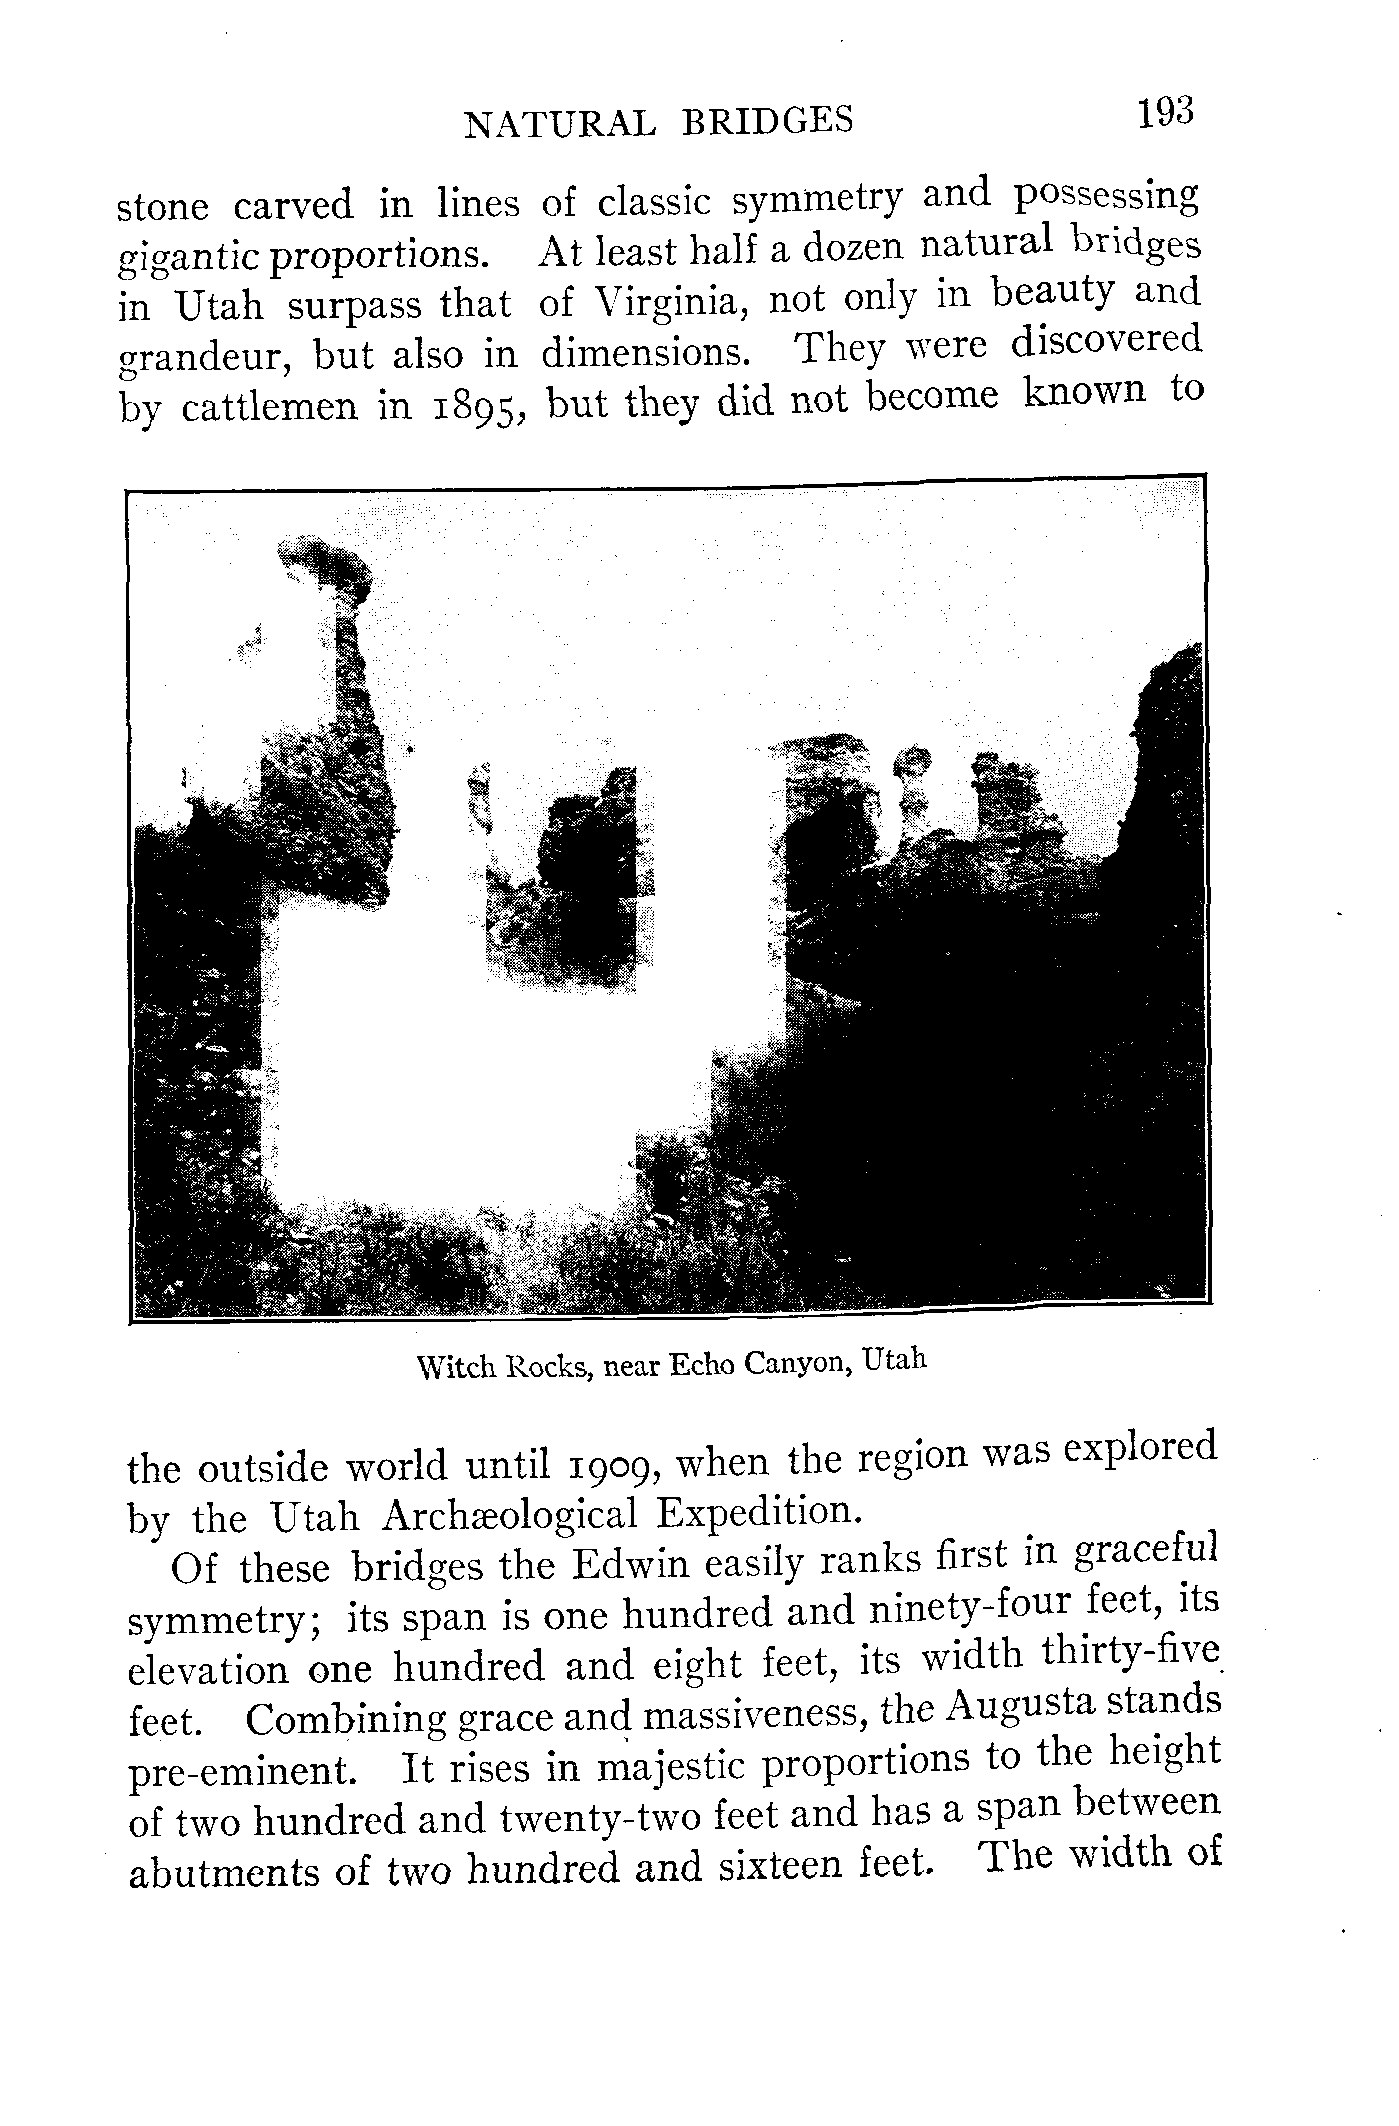 NATURAL BRIDGES 193
stone carved in lines of classic symmetry and possessing
gigantic proportions. At least half a dozen natural bridges
in Utah surpass that of Virginia, not only in beauty and
grandeur, but also in dimensions. They were discovered
by cattlemen in 1895, but they did not become known to
Witch Rocks, near Echo Canyon, Utah
the outside world until 1909, when the region was explored
by the Utah Archæological Expedition.
Of these bridges the Edwin easily ranks first in graceful
symmetry; its span is one hundred and ninety-four feet, its
elevation one hundred and eight feet, its width thirty-five
feet. Combining grace and massiveness, the Augusta stands
pre-eminent. It rises in majestic proportions to the height
of two hundred and twenty-two feet and has a span between
abutments of two hundred and sixteen feet. The width of